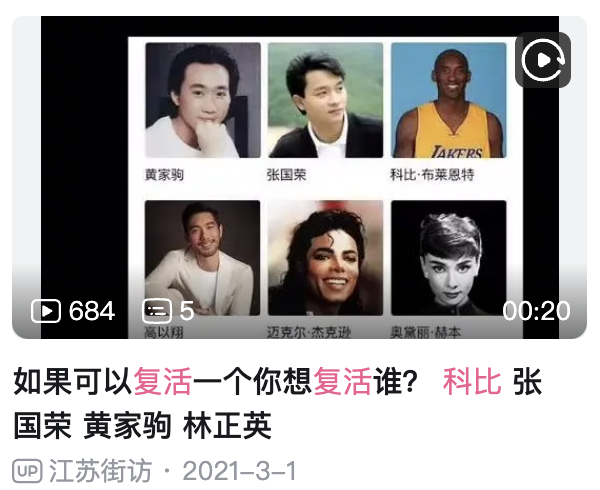 LAKERS
黄家驹 张国荣 科比·布莱恩特
高以翔 迈克尔·杰克逊 奥黛丽·赫本
684 5 00:20
如果可以复活一个你想复活谁? 科比 张
国荣 黄家驹 林正英
UP 江苏街访 · 2021-3-1